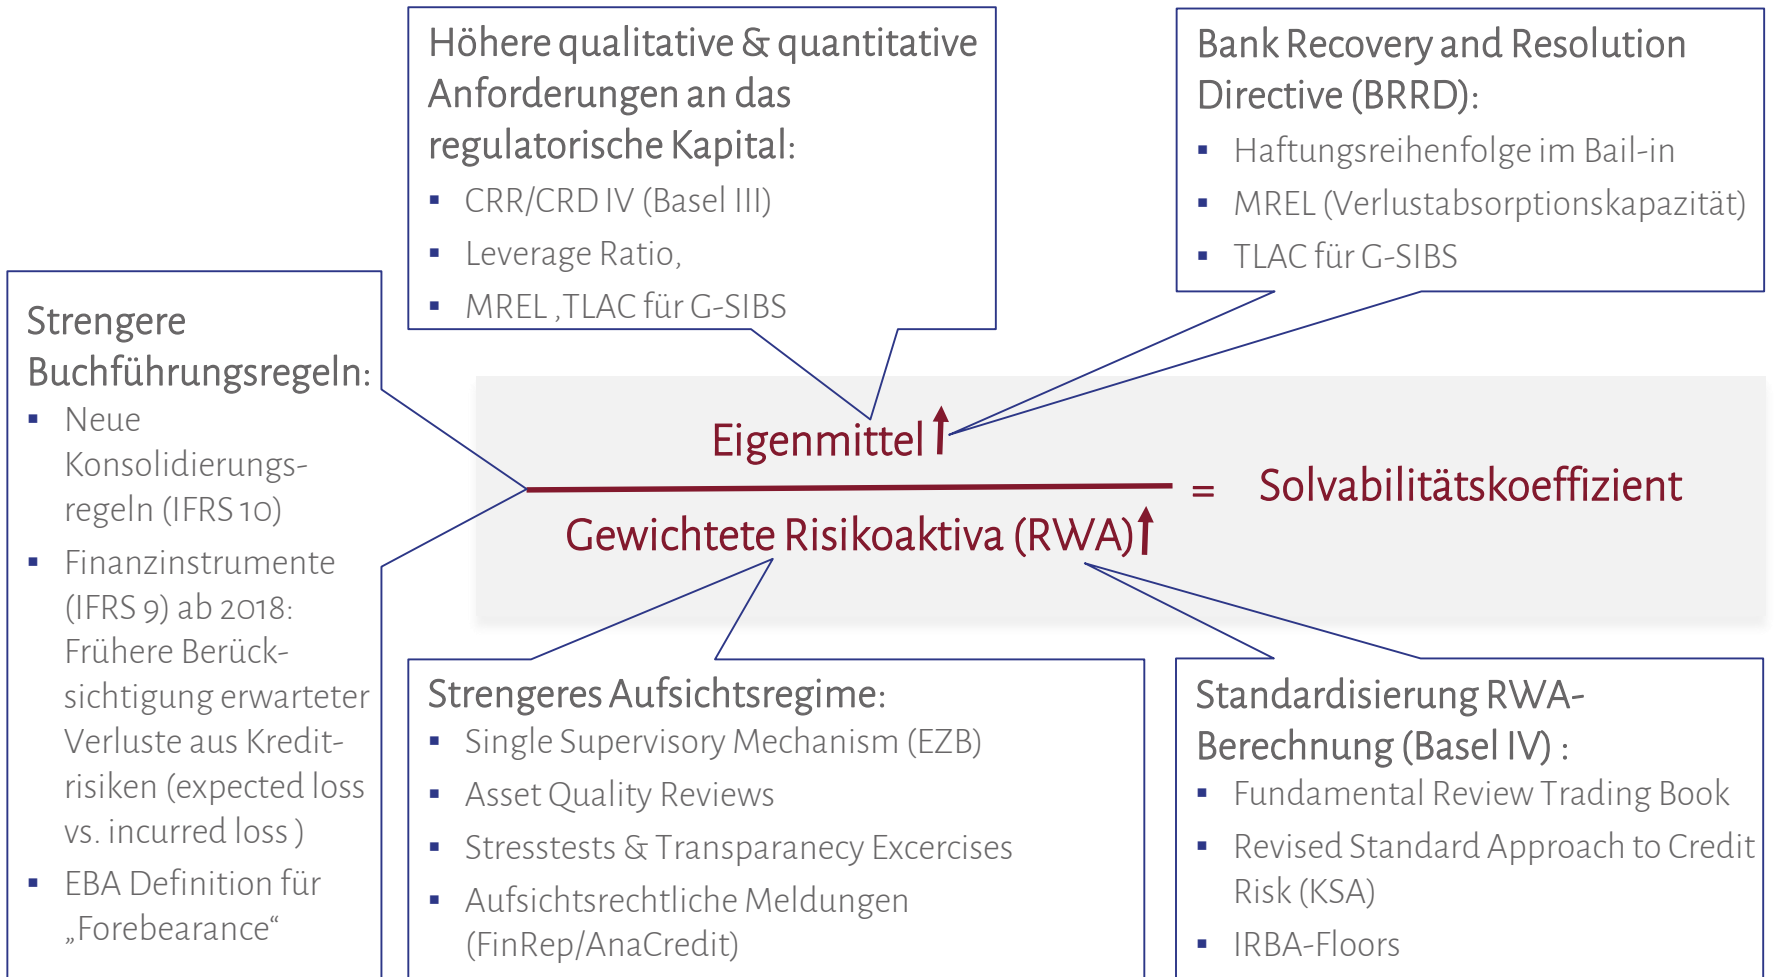 Höhere qualitative & quantitative
Anforderungen an das
regulatorische Kapital:
▪ CRR/CRD IV (Basel III)
▪ Leverage Ratio,
▪ MREL ,TLAC für G-SIBS
Bank Recovery and Resolution
Directive (BRRD):
▪ Haftungsreihenfolge im Bail-in
▪ MREL (Verlustabsorptionskapazität)
▪ TLAC für G-SIBS
Strengere
Buchführungsregeln:
▪ Neue
Konsolidierungs-
regeln (IFRS 10)
▪ Finanzinstrumente
(IFRS 9) ab 2018:
Frühere Berück-
sichtigung erwarteter
Verluste aus Kredit-
risiken (expected loss
vs. incurred loss )
▪ EBA Definition für
„Forebearance“
Eigenmittel
Gewichtete Risikoaktiva (RWA)
= Solvabilitätskoeffizient
Strengeres Aufsichtsregime:
▪ Single Supervisory Mechanism (EZB)
▪ Asset Quality Reviews
▪ Stresstests & Transparanecy Excercises
▪ Aufsichtsrechtliche Meldungen
(FinRep/AnaCredit)
Standardisierung RWA-
Berechnung (Basel IV) :
▪ Fundamental Review Trading Book
▪ Revised Standard Approach to Credit
Risk (KSA)
▪ IRBA-Floors